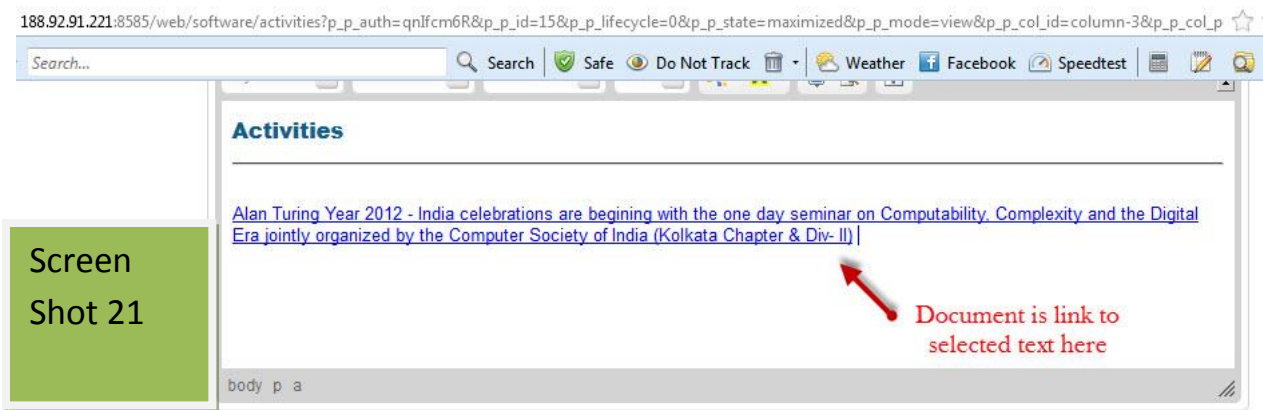 188.92.91.221:8585/web/software/activities?p_p_auth=qnIfcm6R&p_p_id=15&p_p_lifecycle=0&p_p_state=maximized&p_p_mode=view&p_p_col_id=column-3&p_p_col_p
Search... Search Safe Do Not Track Weather Facebook Speedtest
Activities
Alan Turing Year 2012 - India celebrations are begining with the one day seminar on Computability, Complexity and the Digital
Era jointly organized by the Computer Society of India (Kolkata Chapter & Div- II)
Screen
Shot 21
Document is link to
selected text here
body p a